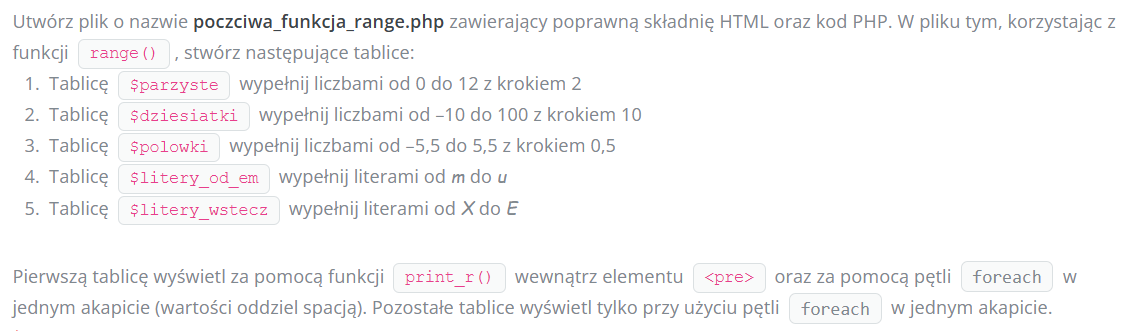 Utwórz plik o nazwie poczciwa_funkcja_range.php zawierający poprawną składnię HTML oraz kod PHP. W pliku tym, korzystając z
funkcji range() , stwórz następujące tablice:
1. Tablicę $parzyste wypełnij liczbami od 0 do 12 z krokiem 2
2. Tablicę $dziesiatki wypełnij liczbami od –10 do 100 z krokiem 10
3. Tablicę $polowki wypełnij liczbami od –5,5 do 5,5 z krokiem 0,5
4. Tablicę $litery_od_em wypełnij literami od m do u
5. Tablicę $litery_wstecz wypełnij literami od X do E
Pierwszą tablicę wyświetl za pomocą funkcji print_r() wewnątrz elementu <pre> oraz za pomocą pętli foreach w
jednym akapicie (wartości oddziel spacją). Pozostałe tablice wyświetl tylko przy użyciu pętli foreach w jednym akapicie.